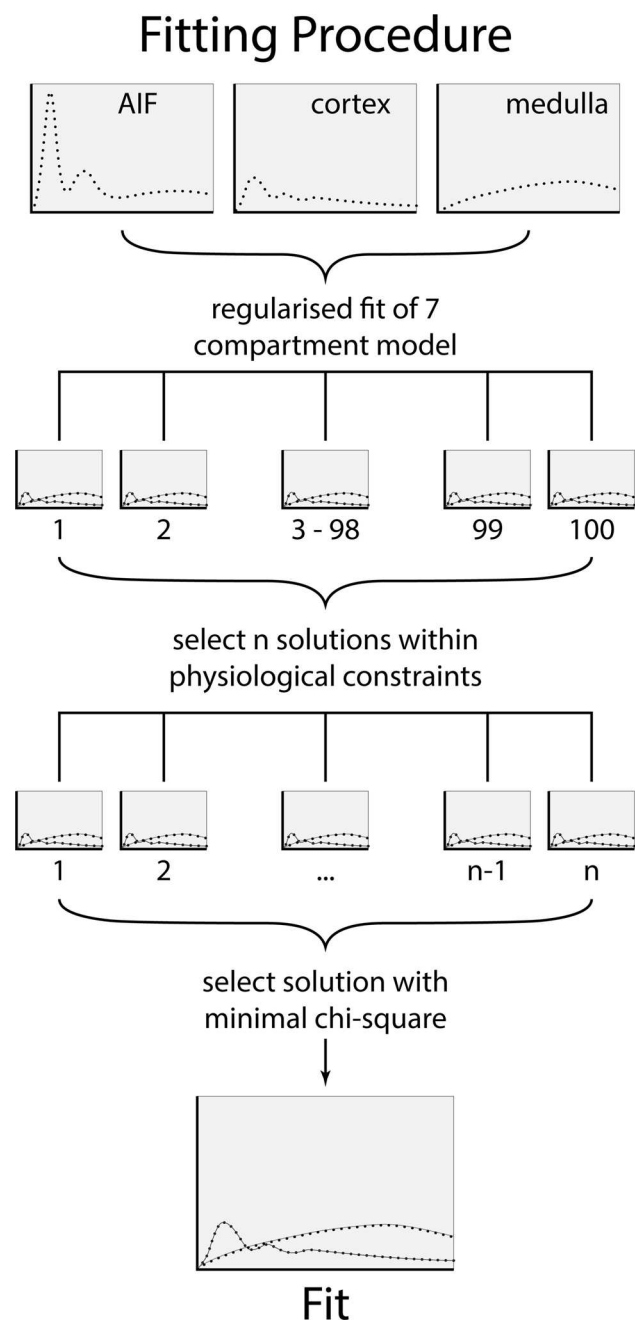 Fitting Procedure
AIF
cortex
medulla
regularised fit of 7
compartment model
1
2
3 - 98
99
100
select n solutions within
physiological constraints
1
2
...
n-1
n
select solution with
minimal chi-square
Fit